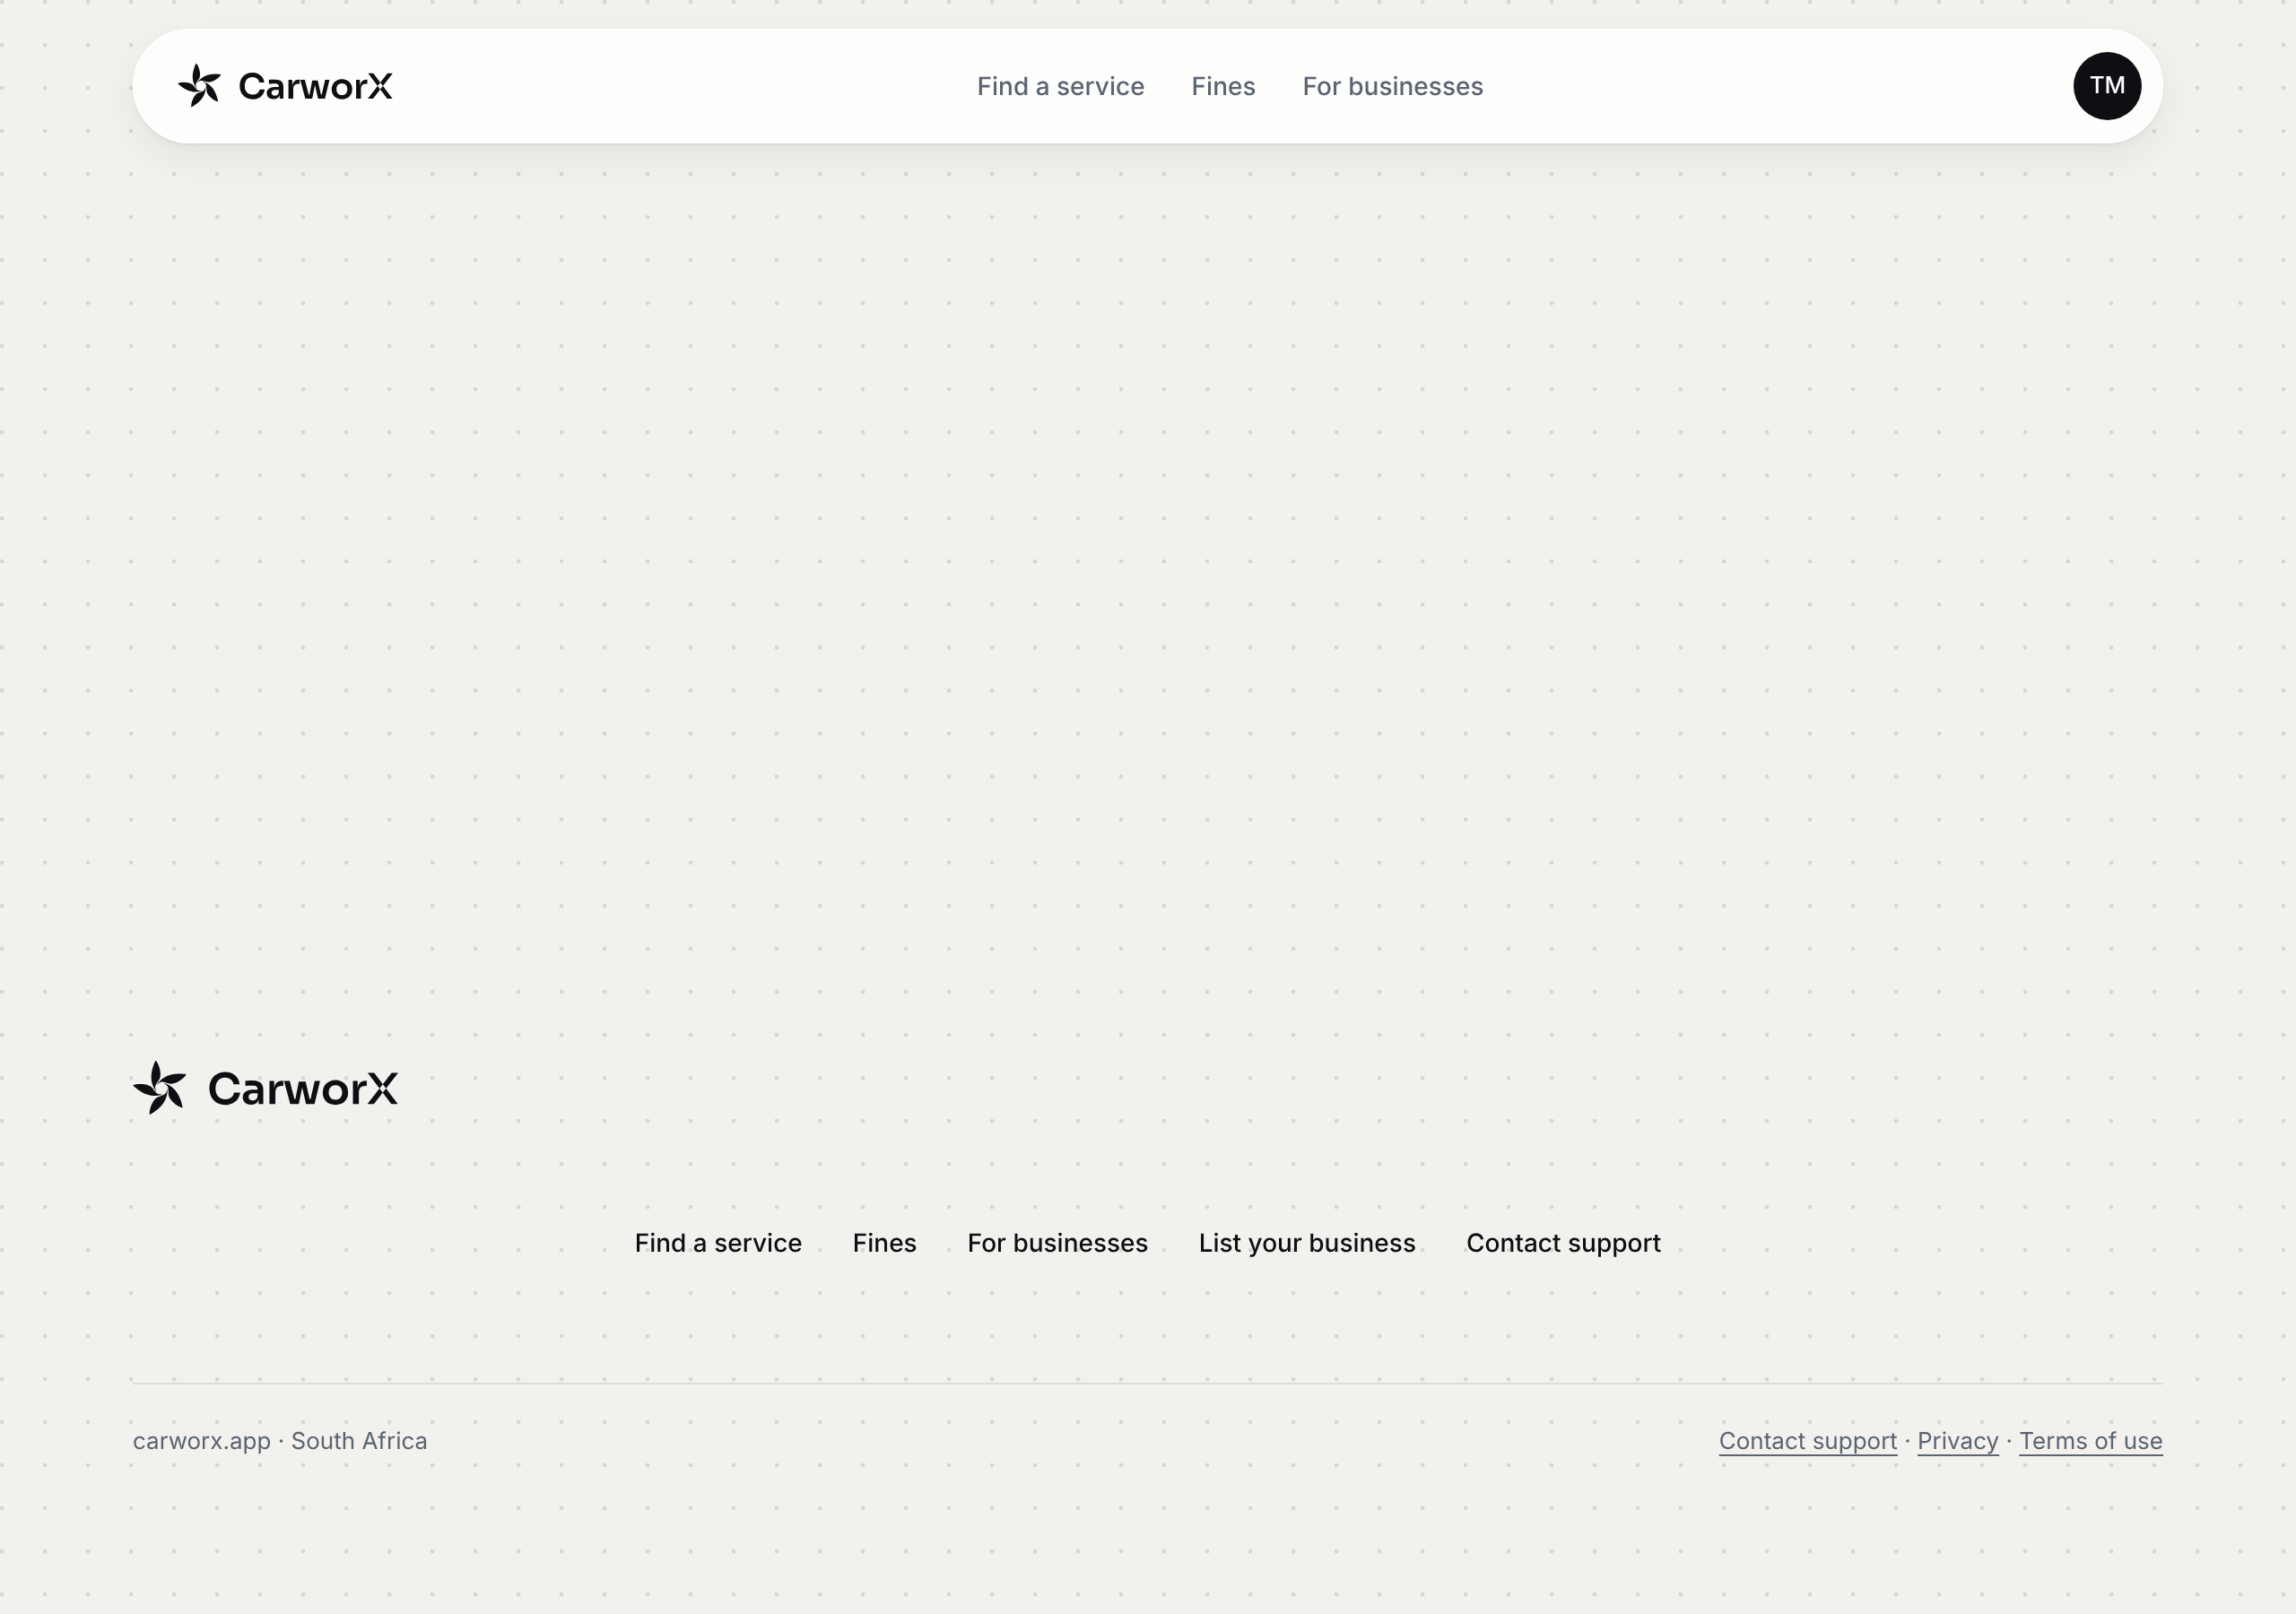 CarworX
Find a service Fines For businesses
TM
CarworX
Find a service Fines For businesses List your business Contact support
carworx.app · South Africa
Contact support · Privacy · Terms of use